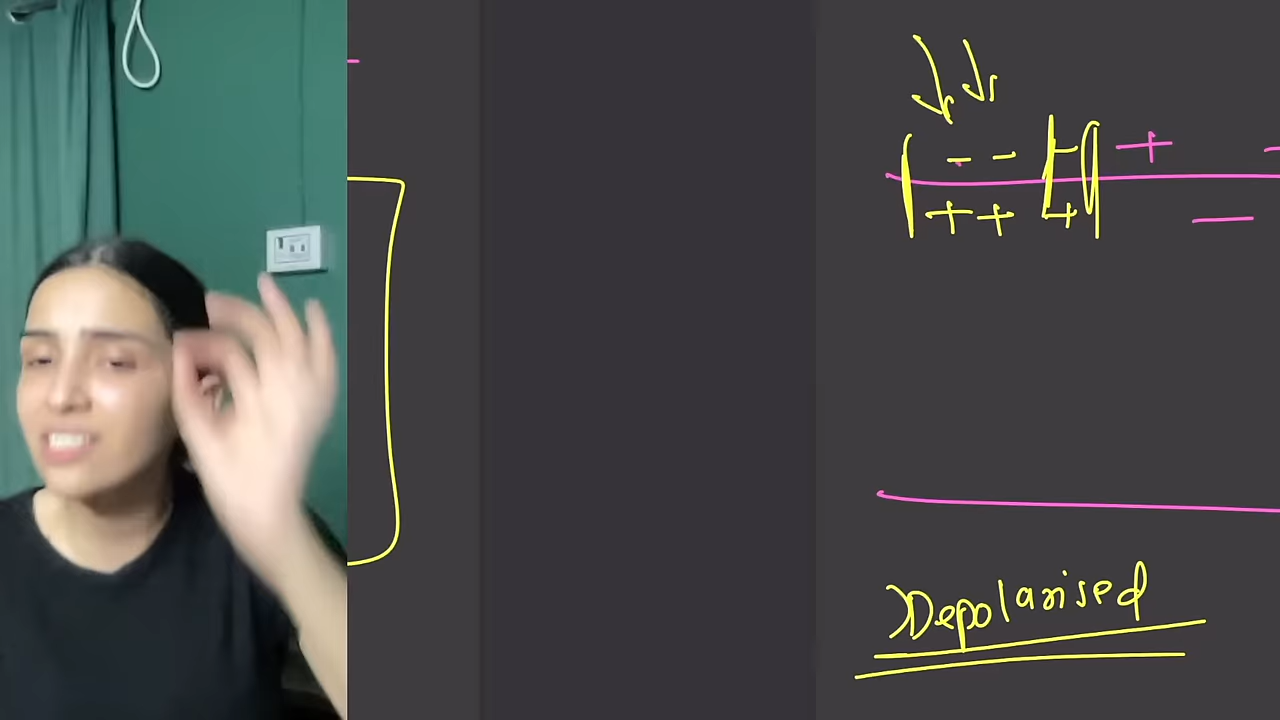 - - - +
+ + + -
Depolarised